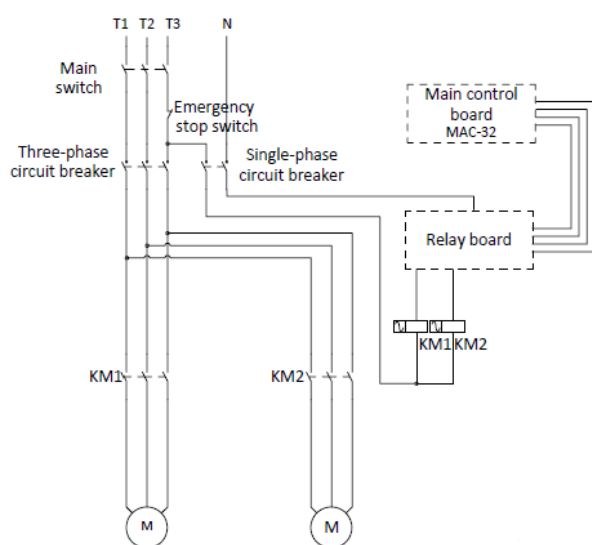 T1 T2 T3 N
Main
switch
Emergency
stop switch
Three-phase
circuit breaker
Single-phase
circuit breaker
Main control
board
MAC-32
Relay board
KM1 KM2
KM1
KM2
M
M